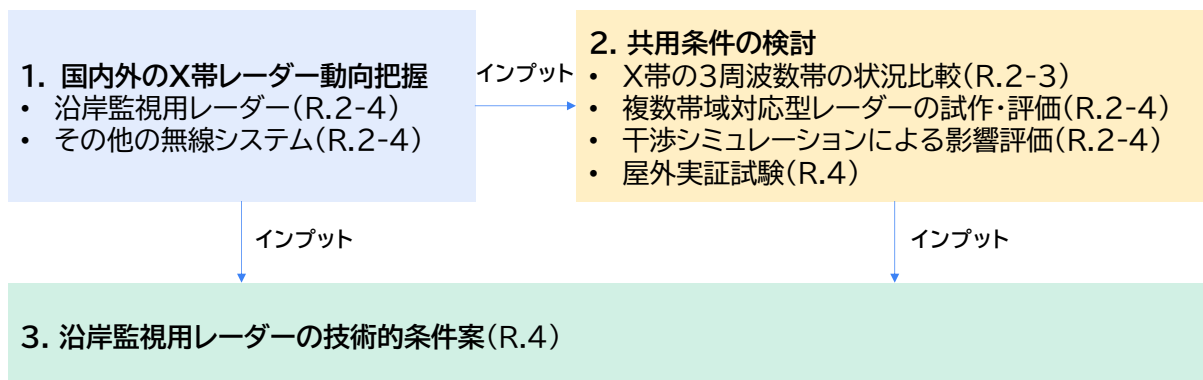 1. 国内外のX帯レーダー動向把握
• 沿岸監視用レーダー(R.2-4)
• その他の無線システム(R.2-4)
インプット
2. 共用条件の検討
• X帯の3周波数帯の状況比較(R.2-3)
• 複数帯域対応型レーダーの試作・評価(R.2-4)
• 干渉シミュレーションによる影響評価(R.2-4)
• 屋外実証試験(R.4)
インプット
インプット
3. 沿岸監視用レーダーの技術的条件案(R.4)